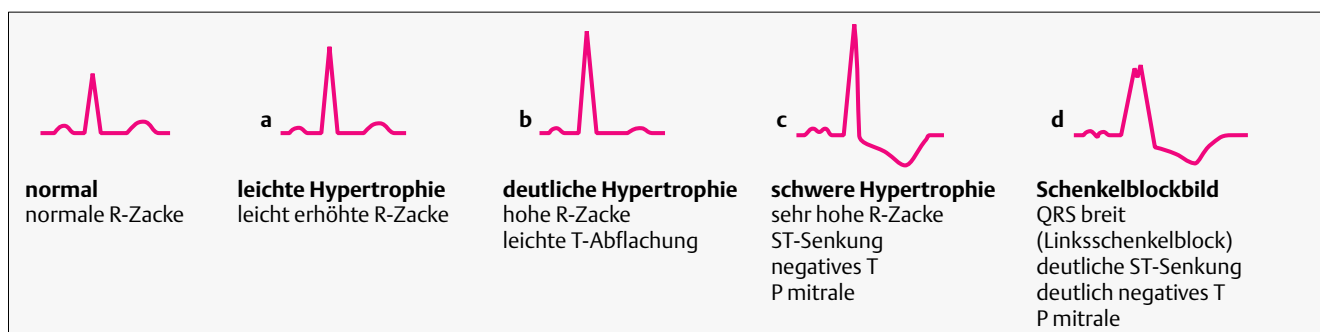 a
b
c
d
normal
normale R-Zacke
leichte Hypertrophie
leicht erhöhte R-Zacke
deutliche Hypertrophie
hohe R-Zacke
leichte T-Abflachung
schwere Hypertrophie
sehr hohe R-Zacke
ST-Senkung
negatives T
P mitrale
Schenkelblockbild
QRS breit
(Linksschenkelblock)
deutliche ST-Senkung
deutlich negatives T
P mitrale